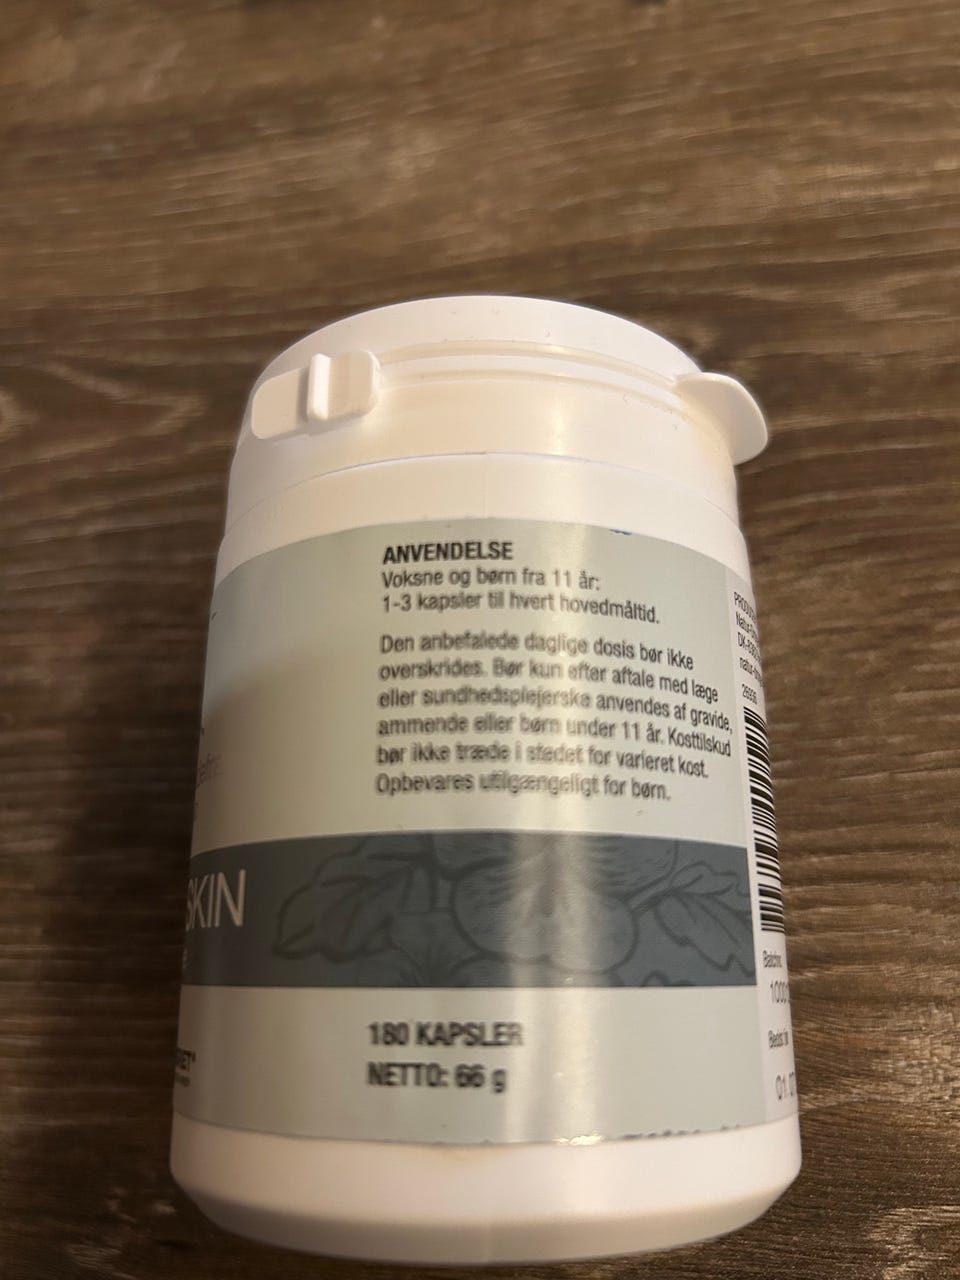 ANVENDELSE
Voksne og børn fra 11 år:
1-3 kapsler til hvert hovedmåltid.
Den anbefalede daglige dosis bør ikke
overskrides. Bør kun efter aftale med læge
eller sundhedsplejerske anvendes af gravide,
ammende eller børn under 11 år. Kosttilskud
bør ikke træde i stedet for varieret kost.
Opbevares utilgængeligt for børn.
SKIN
180 KAPSLER
NETTO: 66 g
Batchnr.